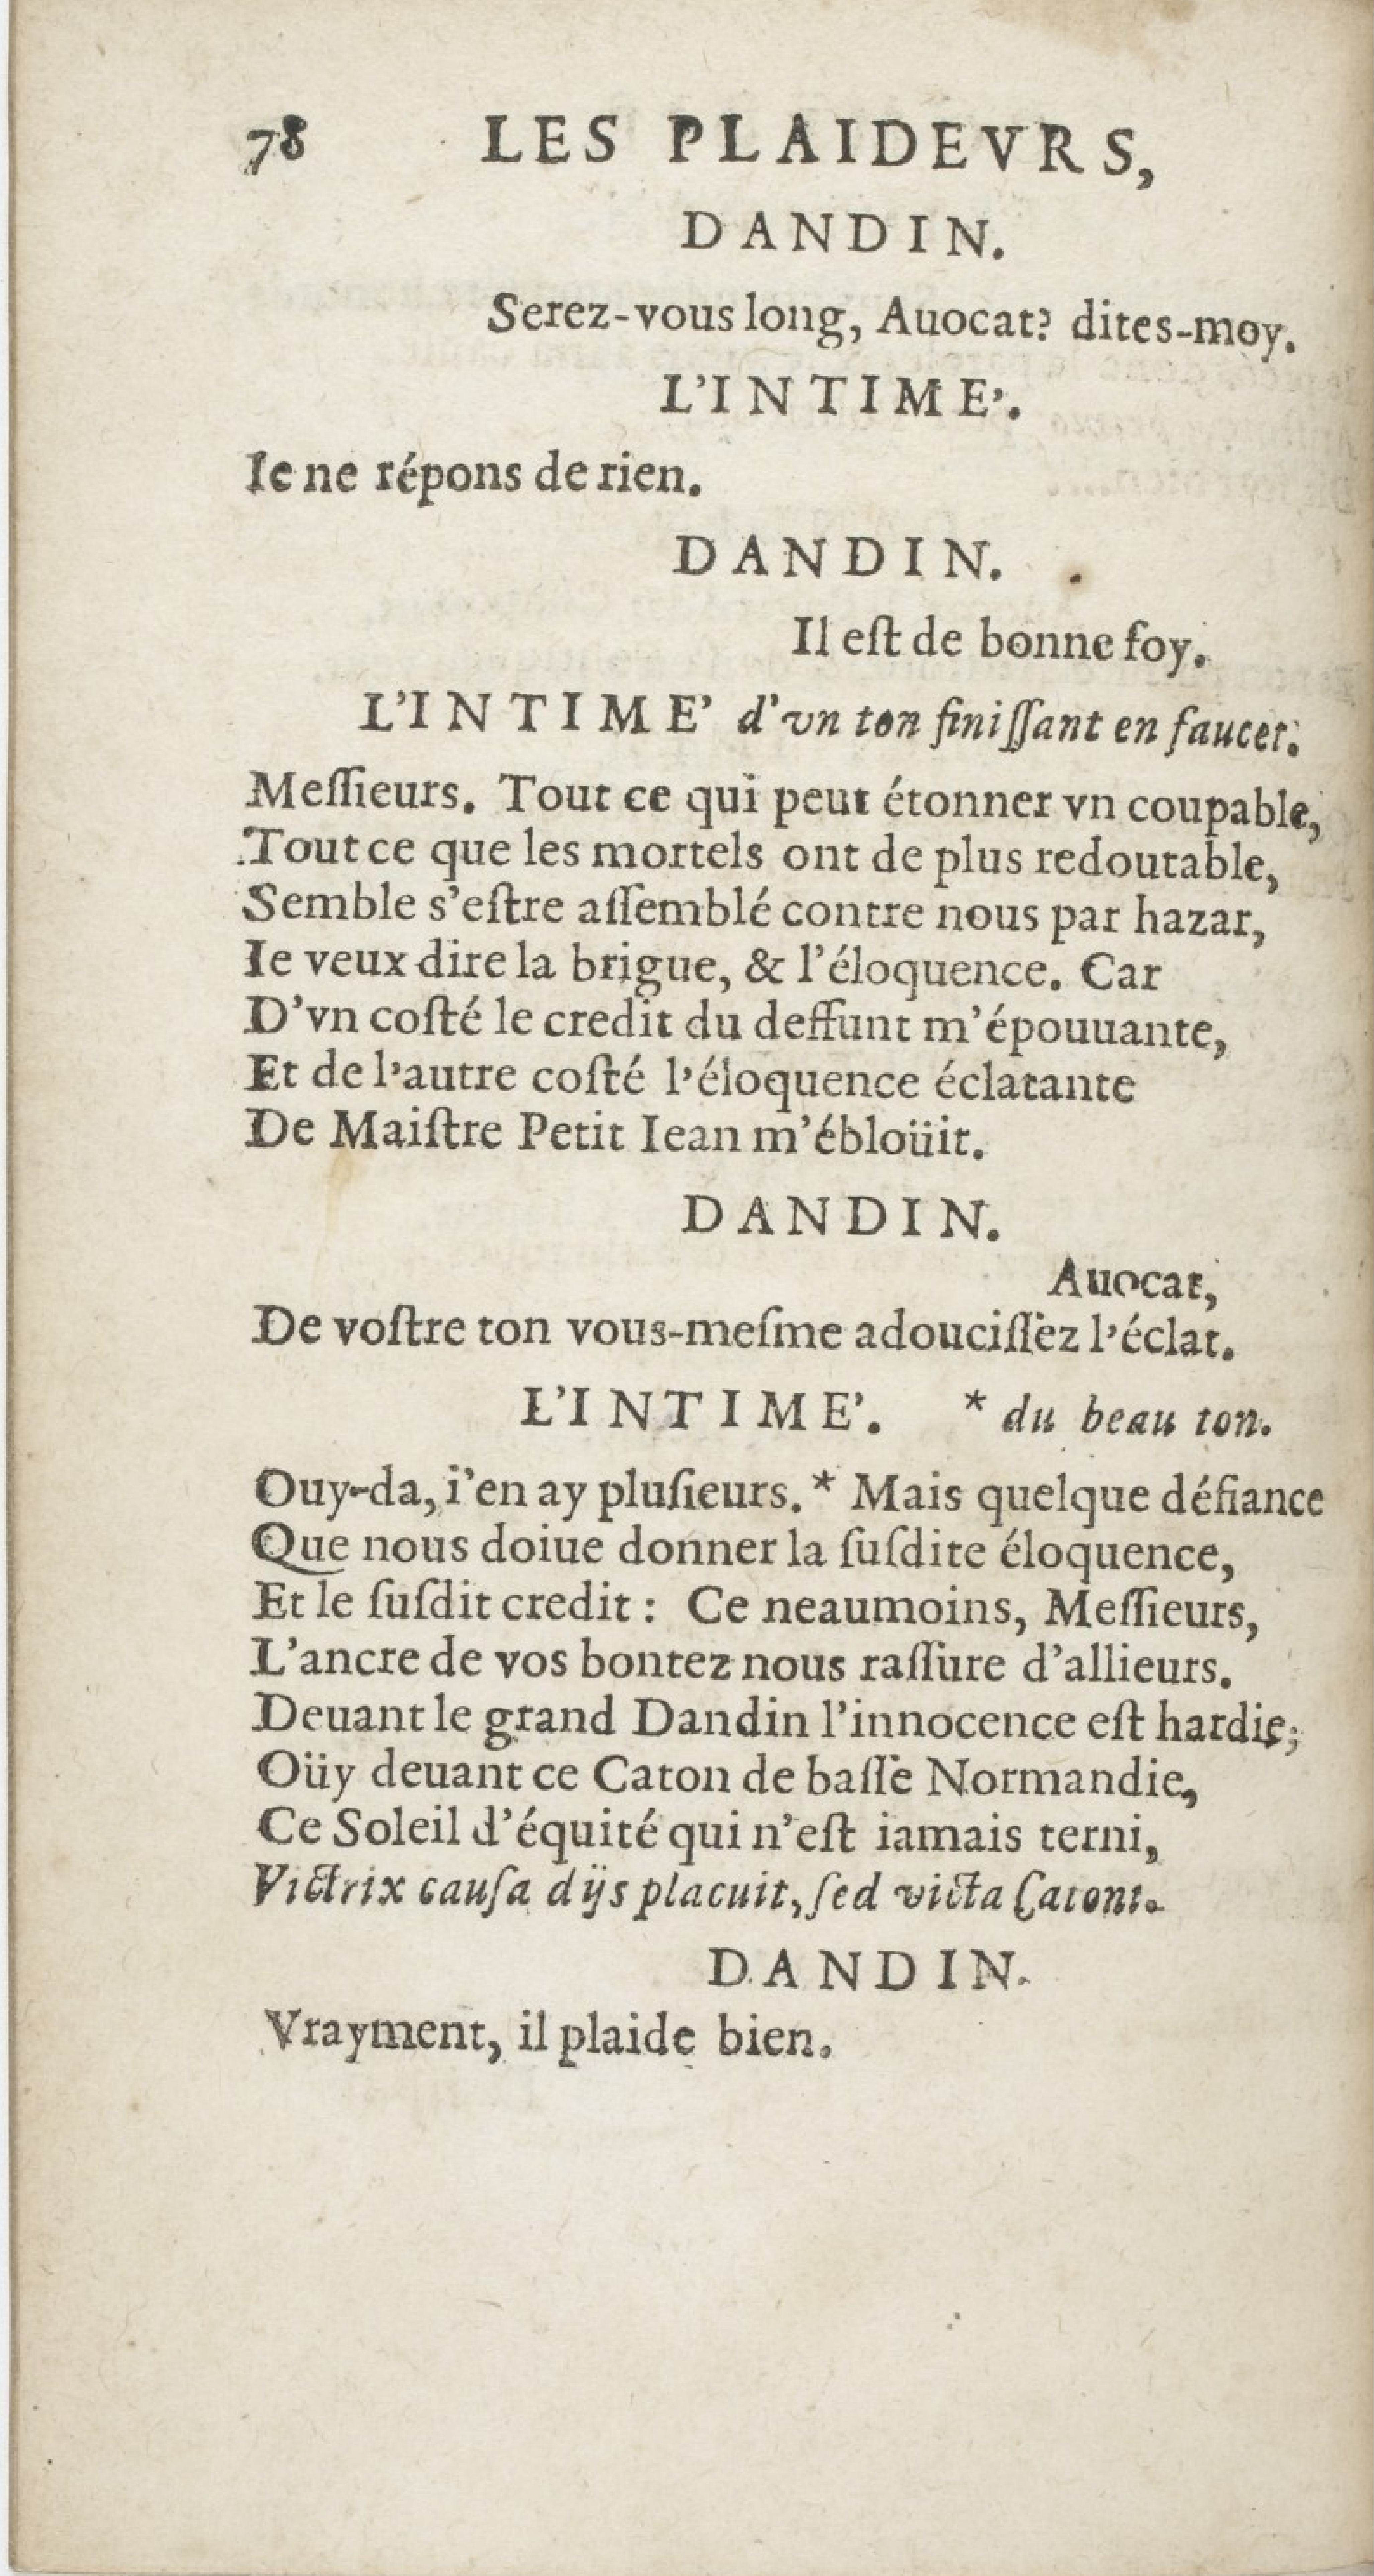 78 LES PLAIDEVRS,
DANDIN.
Serez-vous long, Auocat? dites-moy.
L'INTIME'.
Ie ne répons de rien.
DANDIN.
Il eſt de bonne foy.
L'INTIME' d'vn ton finiſſant en faucet.
Meſſieurs. Tout ce qui peut étonner vn coupable,
Tout ce que les mortels ont de plus redoutable,
Semble s'eſtre aſſemblé contre nous par hazar,
Ie veux dire la brigue, & l'éloquence. Car
D'vn coſté le credit du deffunt m'épouuante,
Et de l'autre coſté l'éloquence éclatante
De Maiſtre Petit Iean m'ébloüit.
DANDIN.
Auocat,
De voſtre ton vous-meſme adouciſſez l'éclat.
L'INTIME'. * du beau ton.
Ouy-da, i'en ay pluſieurs. * Mais quelque défiance
Que nous doiue donner la ſuſdite éloquence,
Et le ſuſdit credit : Ce neaumoins, Meſſieurs,
L'ancre de vos bontez nous raſſure d'allieurs.
Deuant le grand Dandin l'innocence eſt hardie;
Oüy deuant ce Caton de baſſe Normandie,
Ce Soleil d'équité qui n'eſt iamais terni,
Victrix cauſa dijs placuit, ſed victa Catoni.
DANDIN.
Vrayment, il plaide bien.